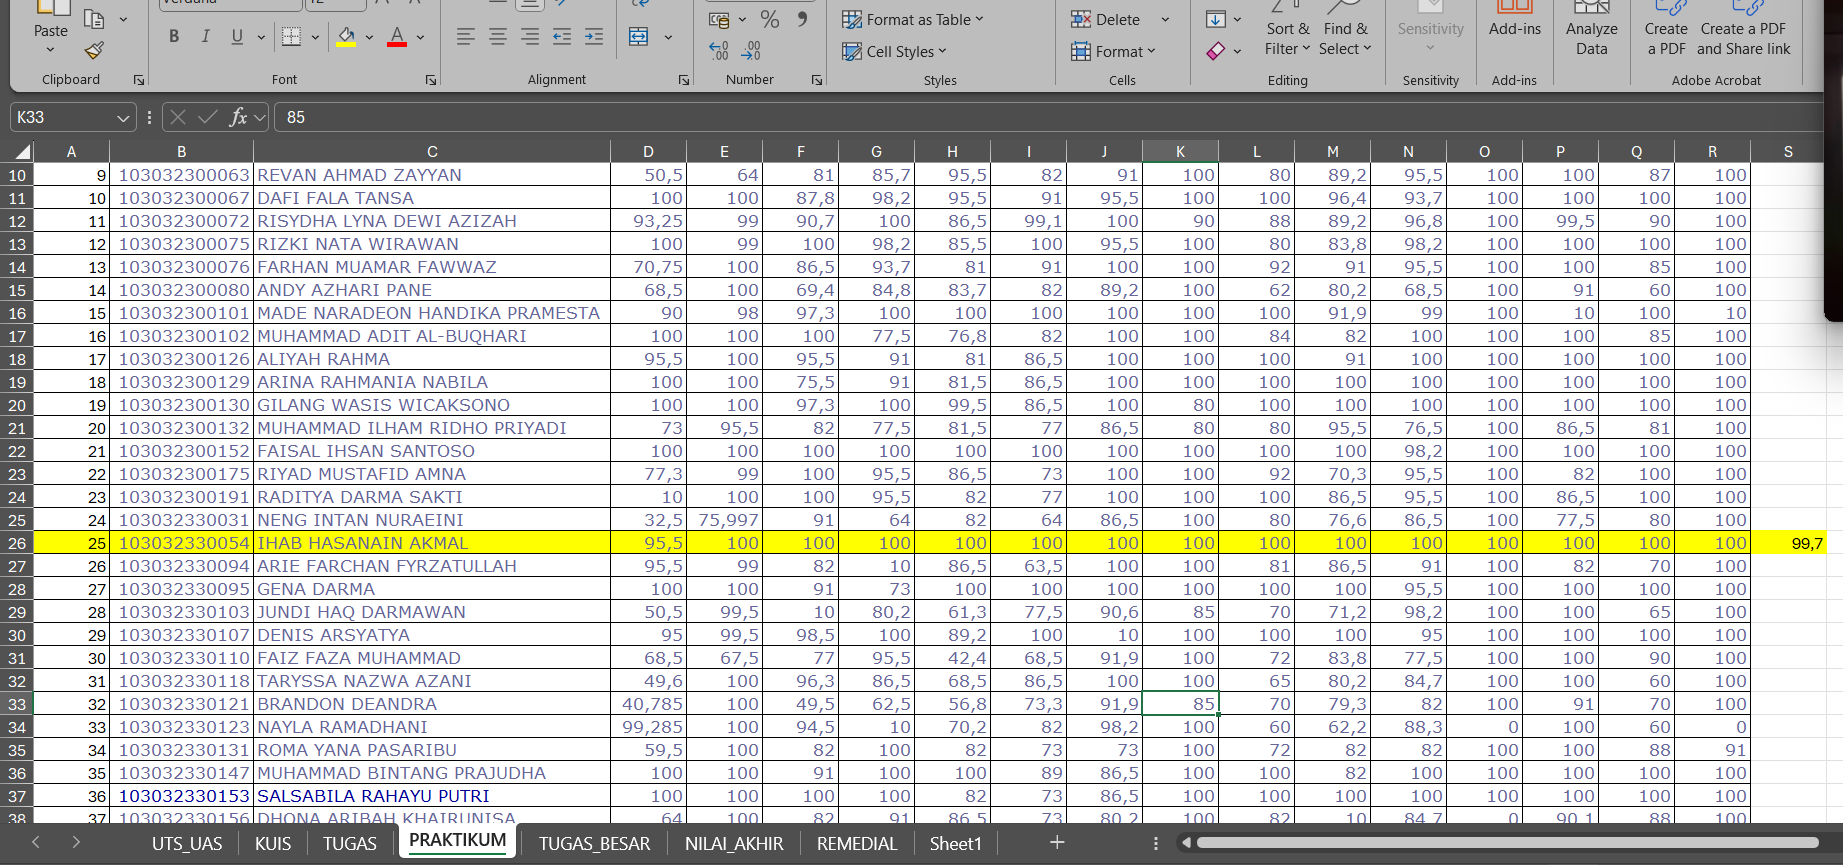 Verdana 12
Paste
B I U
A
% 9
Format as Table
Cell Styles
Delete
Format
Sort & Filter
Find & Select
Sensitivity
Add-ins
Analyze Data
Create a PDF
Create a PDF and Share link
Clipboard Font Alignment Number Styles Cells Editing Sensitivity Add-ins Adobe Acrobat
K33 fx 85
A B C D E F G H I J K L M N O P Q R S
10 9 103032300063 REVAN AHMAD ZAYYAN 50,5 64 81 85,7 95,5 82 91 100 80 89,2 95,5 100 100 87 100
11 10 103032300067 DAFI FALA TANSA 100 100 87,8 98,2 95,5 91 95,5 100 100 96,4 93,7 100 100 100 100
12 11 103032300072 RISYDHA LYNA DEWI AZIZAH 93,25 99 90,7 100 86,5 99,1 100 90 88 89,2 96,8 100 99,5 90 100
13 12 103032300075 RIZKI NATA WIRAWAN 100 99 100 98,2 85,5 100 95,5 100 80 83,8 98,2 100 100 100 100
14 13 103032300076 FARHAN MUAMAR FAWWAZ 70,75 100 86,5 93,7 81 91 100 100 92 91 95,5 100 100 85 100
15 14 103032300080 ANDY AZHARI PANE 68,5 100 69,4 84,8 83,7 82 89,2 100 62 80,2 68,5 100 91 60 100
16 15 103032300101 MADE NARADEON HANDIKA PRAMESTA 90 98 97,3 100 100 100 100 100 100 91,9 99 100 10 100 10
17 16 103032300102 MUHAMMAD ADIT AL-BUQHARI 100 100 100 77,5 76,8 82 100 100 84 82 100 100 100 85 100
18 17 103032300126 ALIYAH RAHMA 95,5 100 95,5 91 81 86,5 100 100 100 91 100 100 100 100 100
19 18 103032300129 ARINA RAHMANIA NABILA 100 100 75,5 91 81,5 86,5 100 100 100 100 100 100 100 100 100
20 19 103032300130 GILANG WASIS WICAKSONO 100 100 97,3 100 99,5 86,5 100 80 100 100 100 100 100 100 100
21 20 103032300132 MUHAMMAD ILHAM RIDHO PRIYADI 73 95,5 82 77,5 81,5 77 86,5 80 80 95,5 76,5 100 86,5 81 100
22 21 103032300152 FAISAL IHSAN SANTOSO 100 100 100 100 100 100 100 100 100 100 98,2 100 100 100 100
23 22 103032300175 RIYAD MUSTAFID AMNA 77,3 99 100 95,5 86,5 73 100 100 92 70,3 95,5 100 82 100 100
24 23 103032300191 RADITYA DARMA SAKTI 10 100 100 95,5 82 77 100 100 100 86,5 95,5 100 86,5 100 100
25 24 103032330031 NENG INTAN NURAEINI 32,5 75,997 91 64 82 64 86,5 100 80 76,6 86,5 100 77,5 80 100
26 25 103032330054 IHAB HASANAIN AKMAL 95,5 100 100 100 100 100 100 100 100 100 100 100 100 100 100 99,7
27 26 103032330094 ARIE FARCHAN FYRZATULLAH 95,5 99 82 10 86,5 63,5 100 100 81 86,5 91 100 82 70 100
28 27 103032330095 GENA DARMA 100 100 91 73 100 100 100 100 100 100 95,5 100 100 100 100
29 28 103032330103 JUNDI HAQ DARMAWAN 50,5 99,5 10 80,2 61,3 77,5 90,6 85 70 71,2 98,2 100 100 65 100
30 29 103032330107 DENIS ARSYATYA 95 99,5 98,5 100 89,2 100 10 100 100 100 95 100 100 100 100
31 30 103032330110 FAIZ FAZA MUHAMMAD 68,5 67,5 77 95,5 42,4 68,5 91,9 100 72 83,8 77,5 100 100 90 100
32 31 103032330118 TARYSSA NAZWA AZANI 49,6 100 96,3 86,5 68,5 86,5 100 100 65 80,2 84,7 100 100 60 100
33 32 103032330121 BRANDON DEANDRA 40,785 100 49,5 62,5 56,8 73,3 91,9 85 70 79,3 82 100 91 70 100
34 33 103032330123 NAYLA RAMADHANI 99,285 100 94,5 10 70,2 82 98,2 100 60 62,2 88,3 0 100 60 0
35 34 103032330131 ROMA YANA PASARIBU 59,5 100 82 100 82 73 73 100 72 82 82 100 100 88 91
36 35 103032330147 MUHAMMAD BINTANG PRAJUDHA 100 100 91 100 100 89 86,5 100 100 82 100 100 100 100 100
37 36 103032330153 SALSABILA RAHAYU PUTRI 100 100 100 100 82 73 86,5 100 100 100 100 100 100 100 100
38 37 103032330156 DHONA ARIBAH KHAIRUNISA 64 100 82 91 86,5 73 80,2 100 82 10 84,7 0 90,1 88 100
UTS_UAS KUIS TUGAS PRAKTIKUM TUGAS_BESAR NILAI_AKHIR REMEDIAL Sheet1